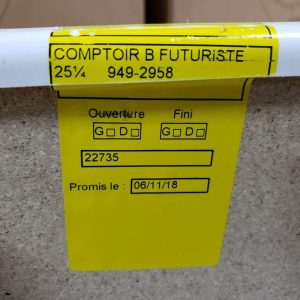 COMPTOIR B FUTURISTE
25¼ 949-2958
Ouverture Fini
G□ D□ G□ D□
22735
Promis le : 06/11/18